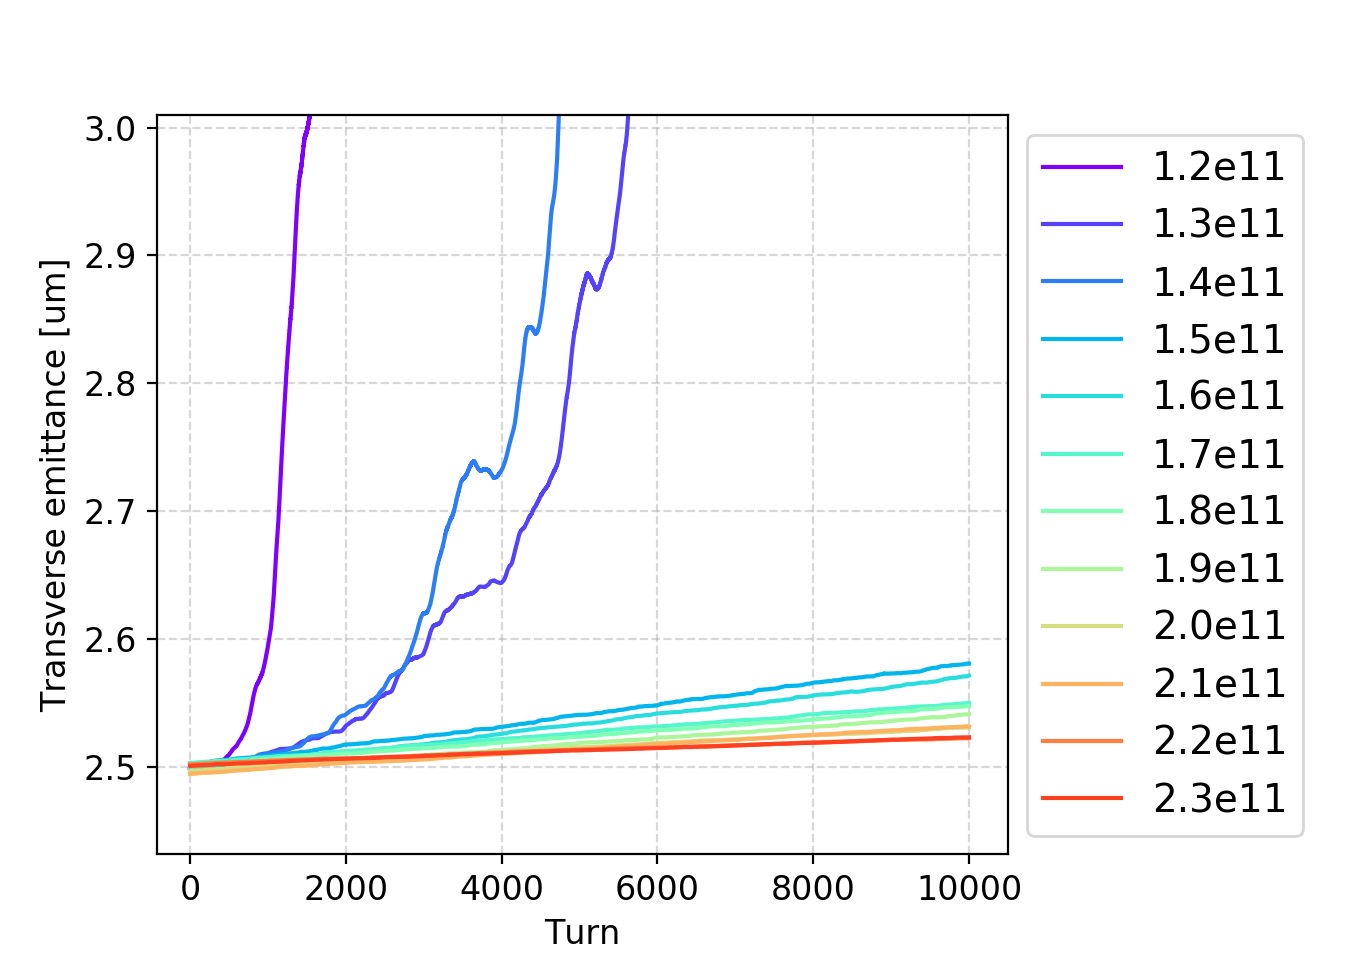 3.0
2.9
2.8
2.7
2.6
2.5
Transverse emittance [um]
0 2000 4000 6000 8000 10000
Turn
1.2e11
1.3e11
1.4e11
1.5e11
1.6e11
1.7e11
1.8e11
1.9e11
2.0e11
2.1e11
2.2e11
2.3e11